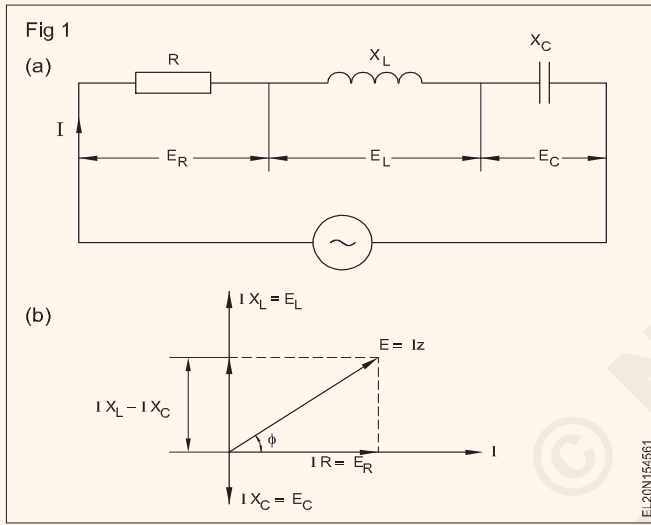 Fig 1
(a)
R
X_L
X_C
I
E_R
E_L
E_C
~
I X_L = E_L
(b)
E = Iz
I X_L – I X_C
ϕ
I R = E_R
I
I X_C = E_C
©
EL20N154561